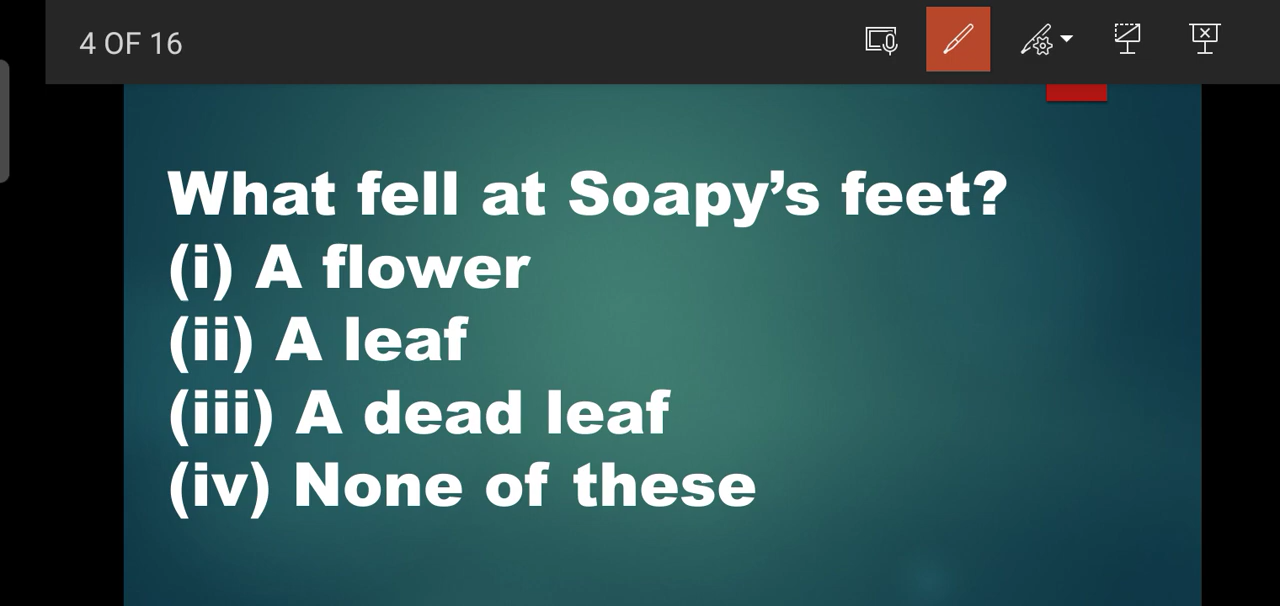 4 OF 16
What fell at Soapy’s feet?
(i) A flower
(ii) A leaf
(iii) A dead leaf
(iv) None of these